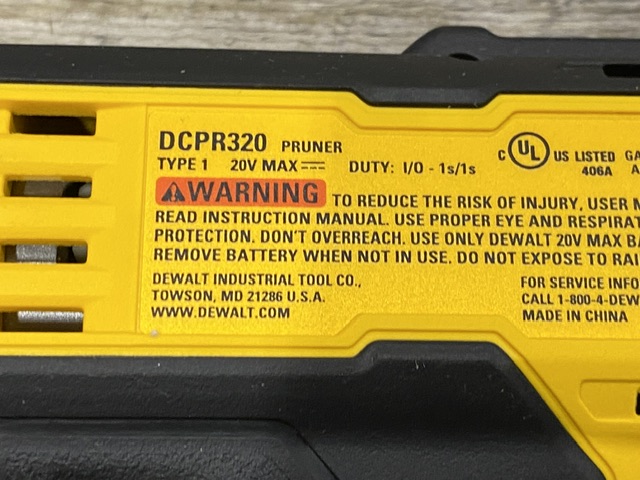 DCPR320 PRUNER
TYPE 1 20V MAX DUTY: I/O - 1s/1s
C UL US LISTED
406A
WARNING TO REDUCE THE RISK OF INJURY, USER
READ INSTRUCTION MANUAL. USE PROPER EYE AND
PROTECTION. DON'T OVERREACH. USE ONLY DEWALT 20V MAX
REMOVE BATTERY WHEN NOT IN USE. DO NOT EXPOSE TO
DEWALT INDUSTRIAL TOOL CO.,
TOWSON, MD 21286 U.S.A.
WWW.DEWALT.COM
FOR SERVICE
CALL 1-800-4-DEW
MADE IN CHINA